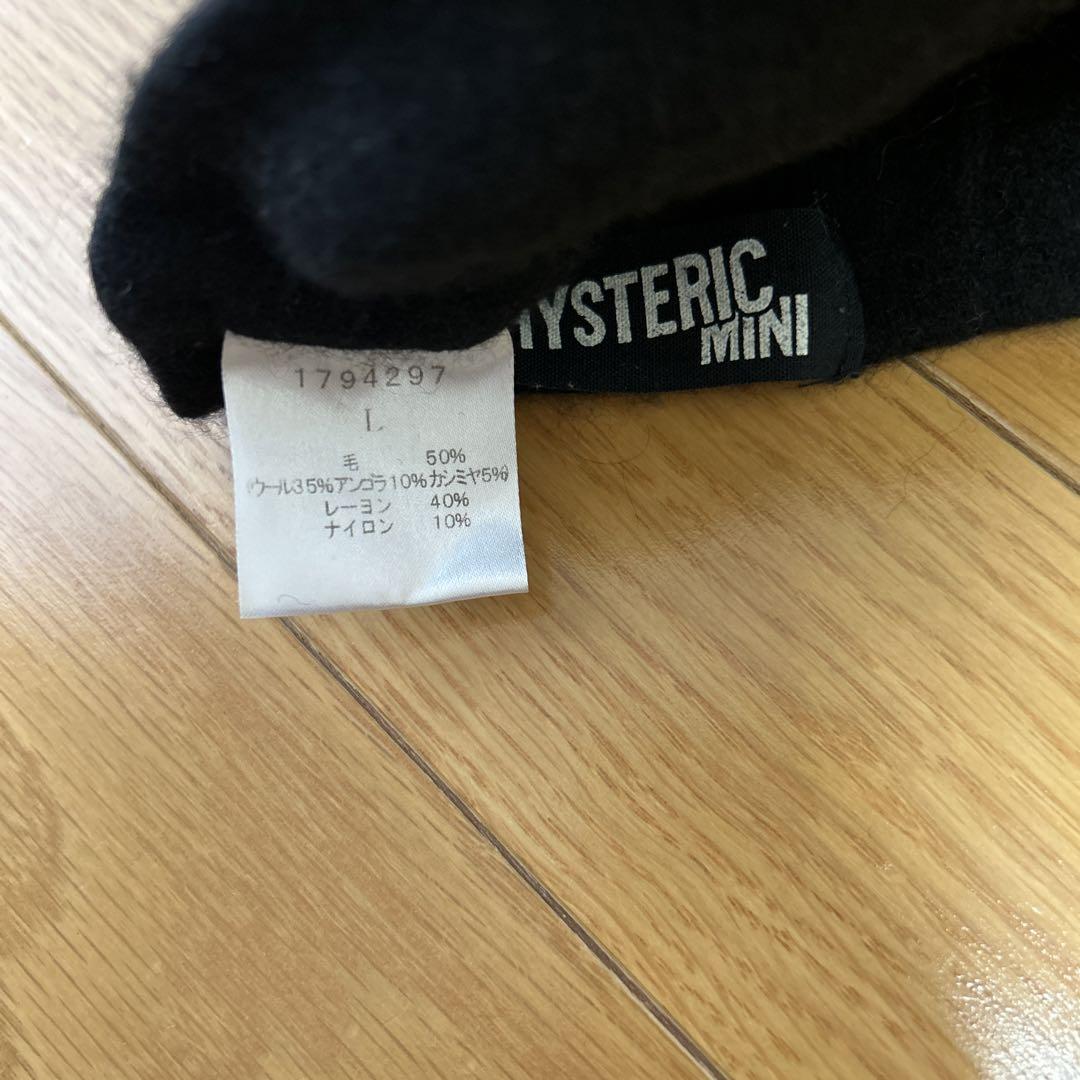 HYSTERIC
MINI
1794297
L
毛 50%
(ウール35%アンゴラ10%カシミヤ5%)
レーヨン 40%
ナイロン 10%